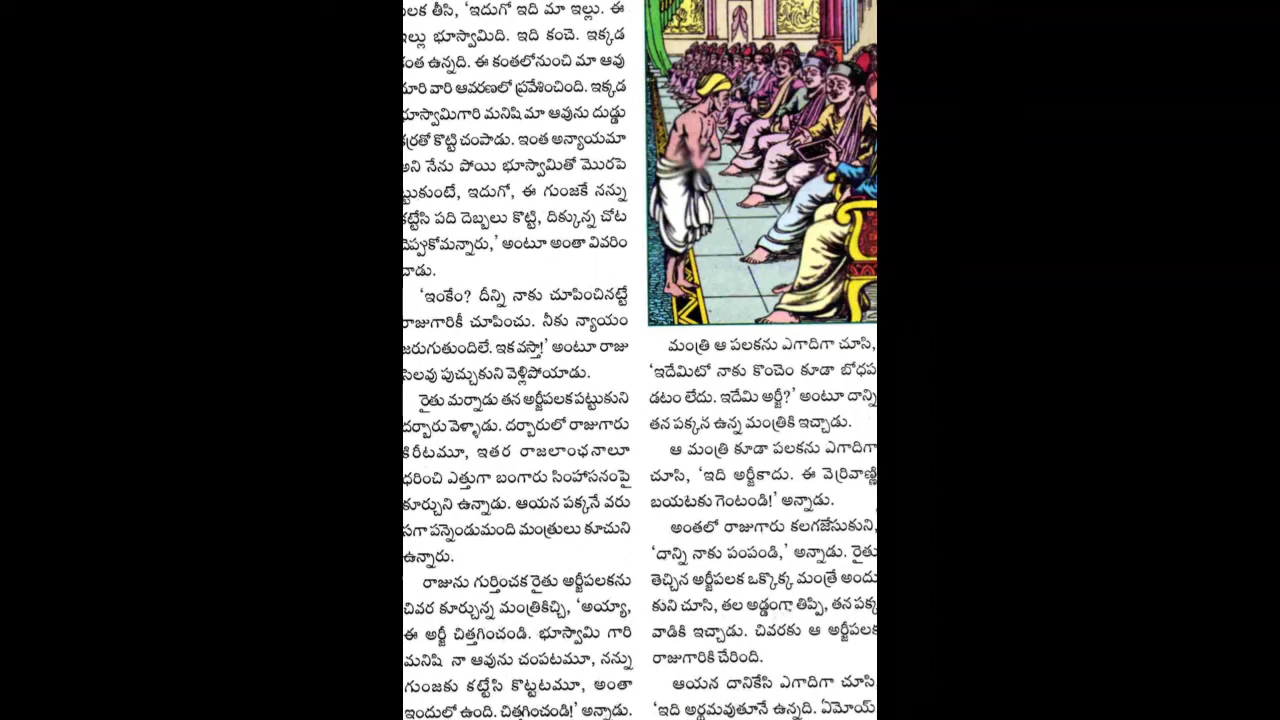 పలక తీసి, ‘ఇదుగో ఇది మా ఇల్లు. ఈ
ఇల్లు భూస్వామిది. ఇది కంచె. ఇక్కడ
కంత ఉన్నది. ఈ కంతలోనుంచి మా ఆవు
దూరి వారి ఆవరణలో ప్రవేశించింది. ఇక్కడ
భూస్వామిగారి మనిషి మా ఆవును దుడ్డు
కర్రతో కొట్టి చంపాడు. ఇంత అన్యాయమా
అని నేను పోయి భూస్వామితో మొరపె
ట్టుకుంటే, ఇదుగో, ఈ గుంజకే నన్ను
కట్టేసి పది దెబ్బలు కొట్టి, దిక్కున్న చోట
చెప్పుకోమన్నారు,’ అంటూ అంతా వివరిం
చాడు.
‘ఇంకేం? దీన్ని నాకు చూపించినట్టే
రాజుగారికీ చూపించు. నీకు న్యాయం
జరుగుతుందిలే. ఇక వస్తా!’ అంటూ రాజు
సెలవు పుచ్చుకుని వెళ్లిపోయాడు.
రైతు మర్నాడు తన అర్జీపలక పట్టుకుని
దర్బారు వెళ్ళాడు. దర్బారులో రాజుగారు
కిరీటమూ, ఇతర రాజలాంఛనాలూ
ధరించి ఎత్తుగా బంగారు సింహాసనంపై
కూర్చుని ఉన్నాడు. ఆయన పక్కనే వరు
సగా పన్నెండుమంది మంత్రులు కూచుని
ఉన్నారు.
రాజును గుర్తించక రైతు అర్జీపలకను
చివర కూర్చున్న మంత్రికిచ్చి, ‘అయ్యా,
ఈ అర్జీ చిత్తగించండి. భూస్వామి గారి
మనిషి నా ఆవును చంపటమూ, నన్ను
గుంజకు కట్టేసి కొట్టటమూ, అంతా
ఇందులో ఉంది. చిత్తగించండి!’ అన్నాడు.
మంత్రి ఆ పలకను ఎగాదిగా చూసి,
‘ఇదేమిటో నాకు కొంచెం కూడా బోధప
డటం లేదు. ఇదేమి అర్జీ?’ అంటూ దాన్ని
తన పక్కన ఉన్న మంత్రికి ఇచ్చాడు.
ఆ మంత్రి కూడా పలకను ఎగాదిగా
చూసి, ‘ఇది అర్జీకాదు. ఈ వెర్రివాణ్ణి
బయటకు గెంటండి!’ అన్నాడు.
అంతలో రాజుగారు కలగజేసుకుని,
‘దాన్ని నాకు పంపండి,’ అన్నాడు. రైతు
తెచ్చిన అర్జీపలక ఒక్కొక్క మంత్రే అందు
కుని చూసి, తల అడ్డంగా తిప్పి, తన పక్క
వాడికి ఇచ్చాడు. చివరకు ఆ అర్జీపలక
రాజుగారికి చేరింది.
ఆయన దానికేసి ఎగాదిగా చూసి
‘ఇది అర్థమవుతూనే ఉన్నది. ఏమోయ్